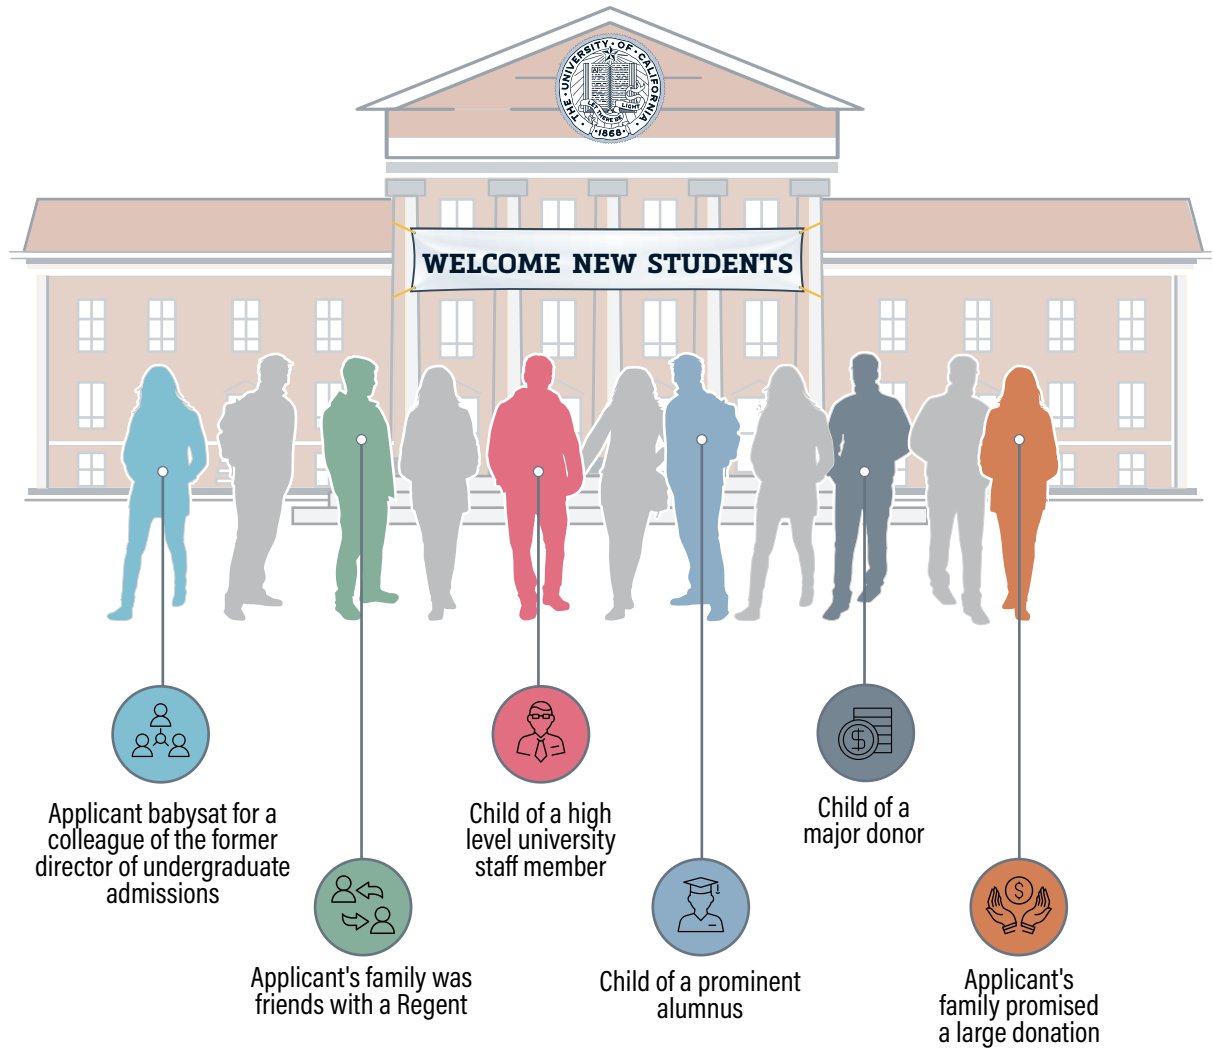 THE · UNIVERSITY · OF · CALIFORNIA
LET THERE BE LIGHT
· 1868 ·
WELCOME NEW STUDENTS
Applicant babysat for a
colleague of the former
director of undergraduate
admissions
Applicant's family was
friends with a Regent
Child of a high
level university
staff member
Child of a prominent
alumnus
Child of a
major donor
Applicant's
family promised
a large donation